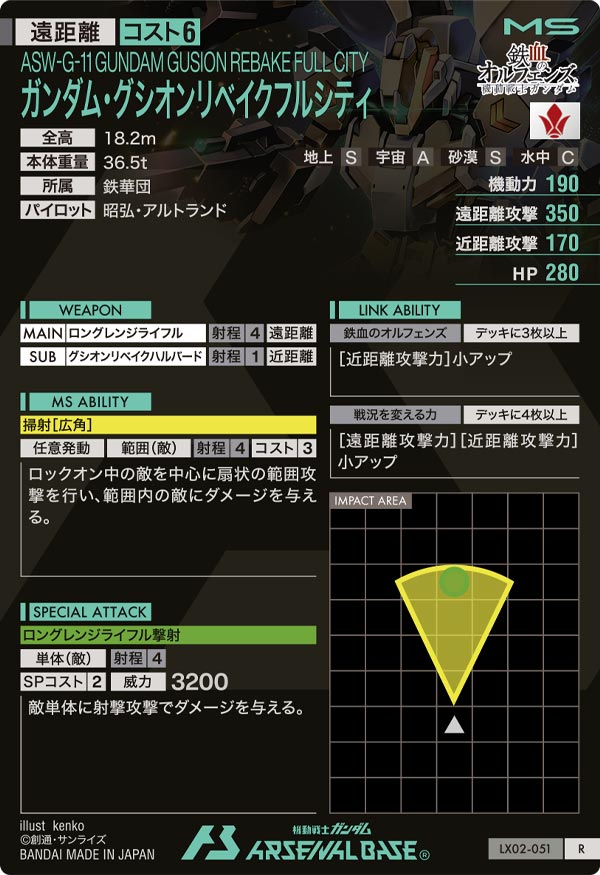 遠距離 コスト6
MS
ASW-G-11 GUNDAM GUSION REBAKE FULL CITY
ガンダム・グシオンリベイクフルシティ
鉄血のオルフェンズ
機動戦士ガンダム
全高 18.2m
本体重量 36.5t
所属 鉄華団
パイロット 昭弘・アルトランド
地上 S 宇宙 A 砂漠 S 水中 C
機動力 190
遠距離攻撃 350
近距離攻撃 170
HP 280
WEAPON
MAIN ロングレンジライフル 射程 4 遠距離
SUB グシオンリベイクハルバード 射程 1 近距離
MS ABILITY
掃射[広角]
任意発動 範囲(敵) 射程 4 コスト 3
ロックオン中の敵を中心に扇状の範囲攻
撃を行い、範囲内の敵にダメージを与え
る。
SPECIAL ATTACK
ロングレンジライフル撃射
単体(敵) 射程 4
SPコスト 2 威力 3200
敵単体に射撃攻撃でダメージを与える。
LINK ABILITY
鉄血のオルフェンズ デッキに3枚以上
[近距離攻撃力]小アップ
戦況を変える力 デッキに4枚以上
[遠距離攻撃力][近距離攻撃力]
小アップ
IMPACT AREA
illust kenko
©創通・サンライズ
BANDAI MADE IN JAPAN
機動戦士ガンダム
ARSENAL BASE®
LX02-051 R